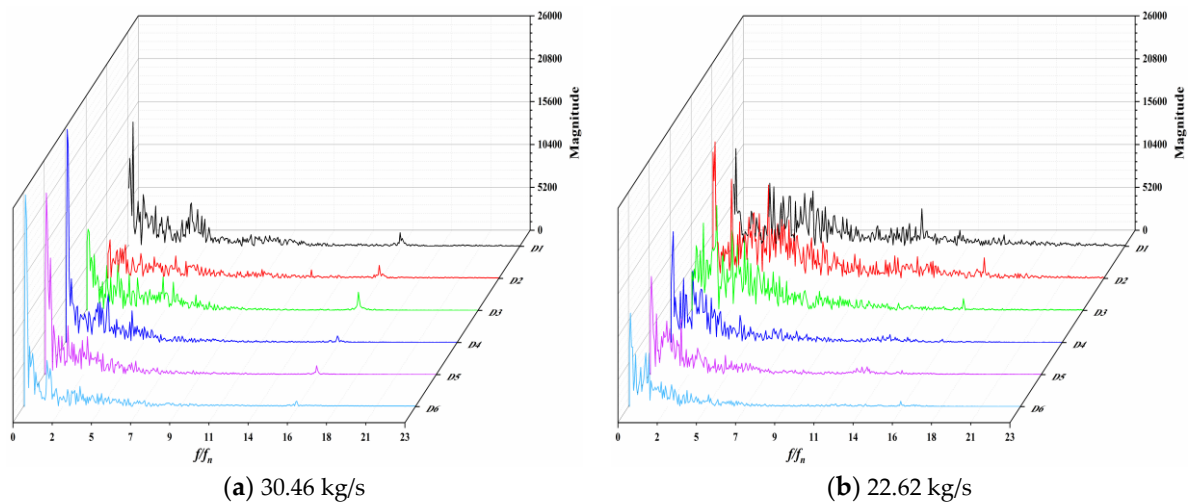 26000
20800
15600
10400
5200
0
Magnitude
D1
D2
D3
D4
D5
D6
0 2 5 7 9 11 14 16 18 21 23
f/fn
(a) 30.46 kg/s
26000
20800
15600
10400
5200
0
Magnitude
D1
D2
D3
D4
D5
D6
0 2 5 7 9 11 14 16 18 21 23
f/fn
(b) 22.62 kg/s